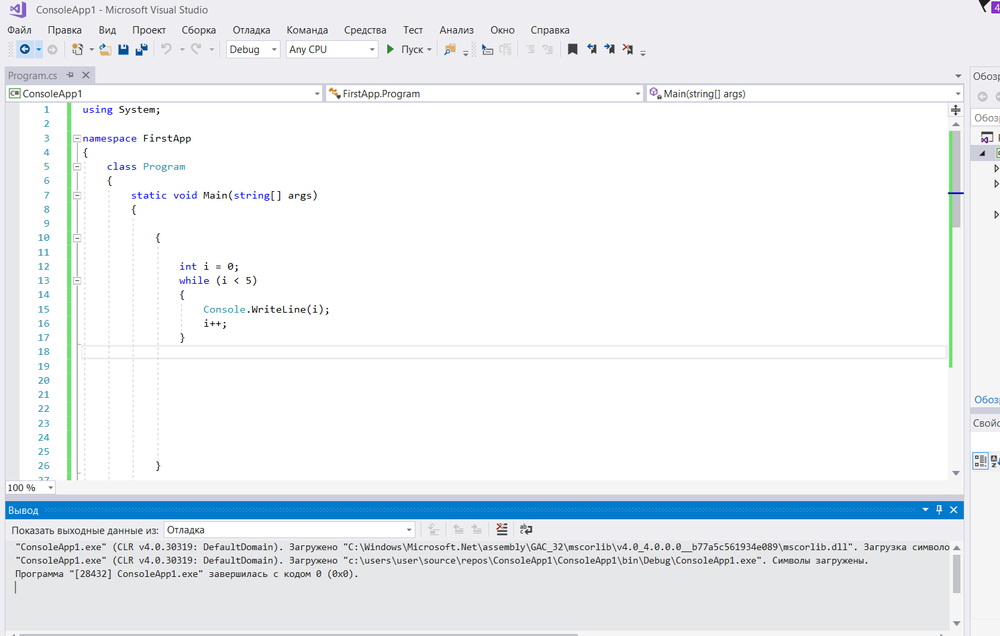 ConsoleApp1 - Microsoft Visual Studio
4
Файл Правка Вид Проект Сборка Отладка Команда Средства Тест Анализ Окно Справка
Debug Any CPU Пуск
Program.cs
ConsoleApp1 FirstApp.Program Main(string[] args)
1 using System;
2
3 namespace FirstApp
4 {
5 class Program
6 {
7 static void Main(string[] args)
8 {
9
10 {
11
12 int i = 0;
13 while (i < 5)
14 {
15 Console.WriteLine(i);
16 i++;
17 }
18
19
20
21
22
23
24
25
26 }
27
100 %
Вывод
Показать выходные данные из: Отладка
"ConsoleApp1.exe" (CLR v4.0.30319: DefaultDomain). Загружено "C:\Windows\Microsoft.Net\assembly\GAC_32\mscorlib\v4.0_4.0.0.0__b77a5c561934e089\mscorlib.dll". Загрузка символо
"ConsoleApp1.exe" (CLR v4.0.30319: DefaultDomain). Загружено "c:\users\user\source\repos\ConsoleApp1\ConsoleApp1\bin\Debug\ConsoleApp1.exe". Символы загружены.
Программа "[28432] ConsoleApp1.exe" завершилась с кодом 0 (0x0).
Обозр
Обоз
Обозр
Свойс